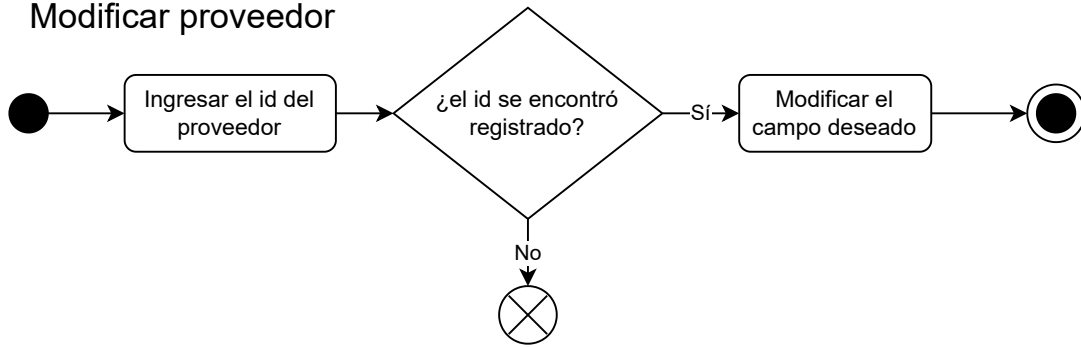 Modificar proveedor
Ingresar el id del
proveedor
¿el id se encontró
registrado?
Sí
Modificar el
campo deseado
No